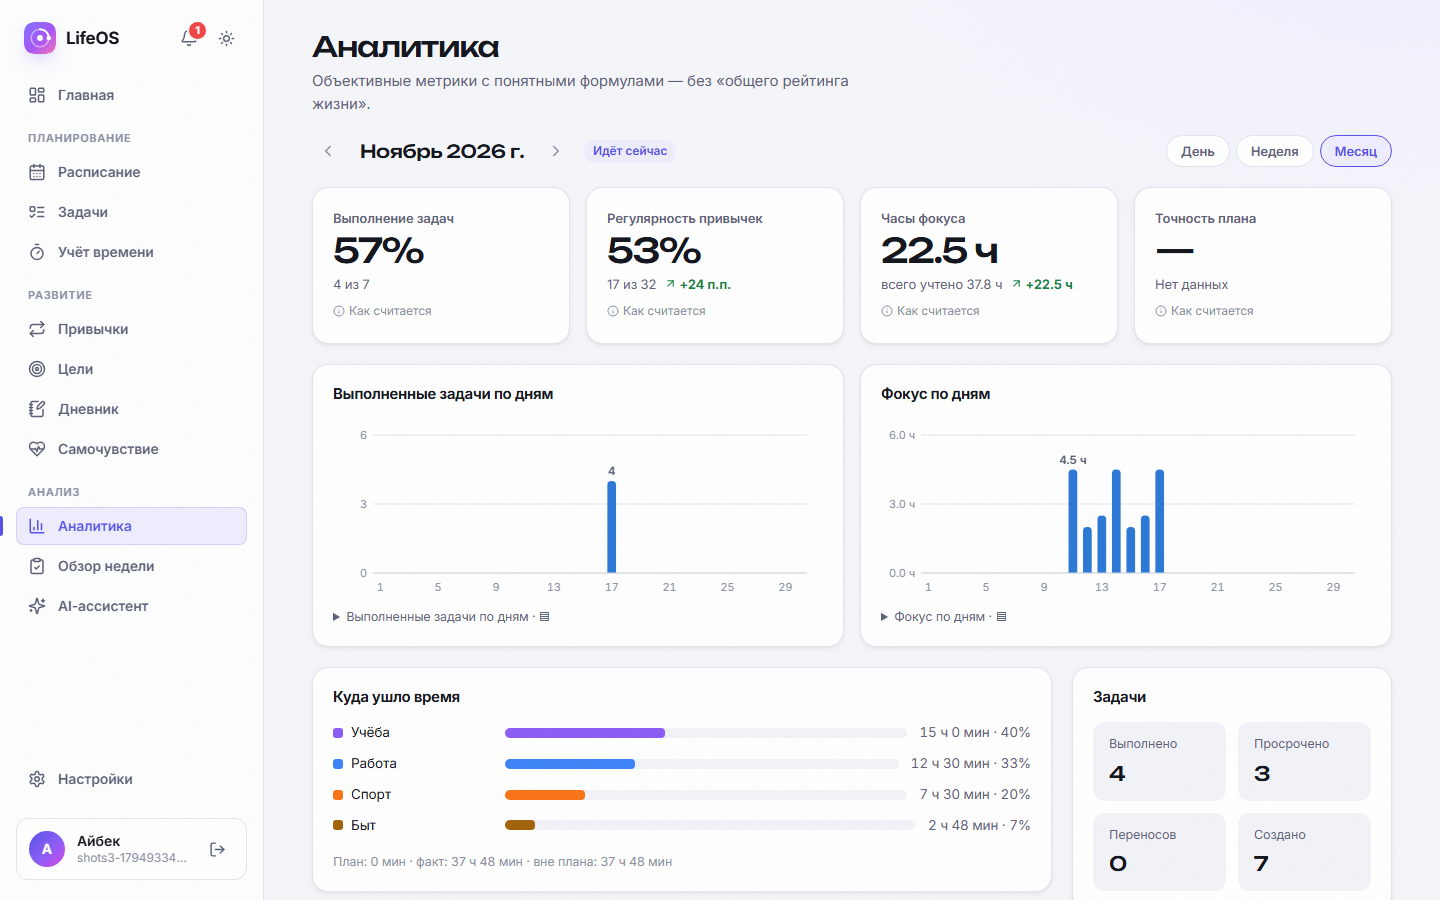 LifeOS
1
Главная
ПЛАНИРОВАНИЕ
Расписание
Задачи
Учёт времени
РАЗВИТИЕ
Привычки
Цели
Дневник
Самочувствие
АНАЛИЗ
Аналитика
Обзор недели
AI-ассистент
Настройки
А
Айбек
shots3-17949334...
Аналитика
Объективные метрики с понятными формулами — без «общего рейтинга
жизни».
Ноябрь 2026 г.
Идёт сейчас
День
Неделя
Месяц
Выполнение задач
57%
4 из 7
Как считается
Регулярность привычек
53%
17 из 32 +24 п.п.
Как считается
Часы фокуса
22.5 ч
всего учтено 37.8 ч +22.5 ч
Как считается
Точность плана
—
Нет данных
Как считается
Выполненные задачи по дням
6
4
3
0
1 5 9 13 17 21 25 29
Выполненные задачи по дням ·
Фокус по дням
6.0 ч
4.5 ч
3.0 ч
0.0 ч
1 5 9 13 17 21 25 29
Фокус по дням ·
Куда ушло время
Учёба 15 ч 0 мин · 40%
Работа 12 ч 30 мин · 33%
Спорт 7 ч 30 мин · 20%
Быт 2 ч 48 мин · 7%
План: 0 мин · факт: 37 ч 48 мин · вне плана: 37 ч 48 мин
Задачи
Выполнено
4
Просрочено
3
Переносов
0
Создано
7